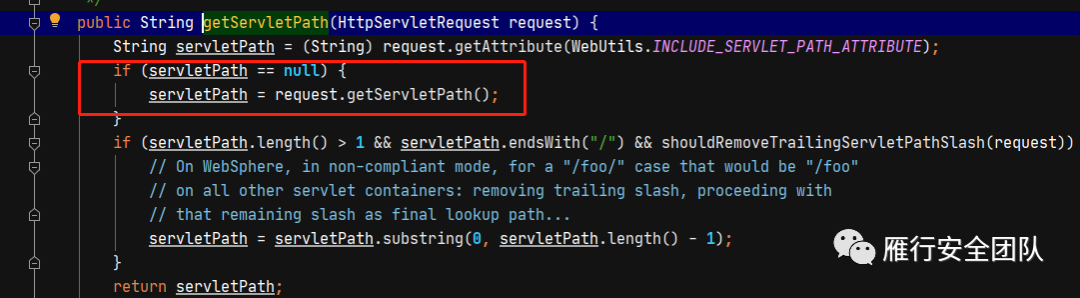 */
public String getServletPath(HttpServletRequest request) {
String servletPath = (String) request.getAttribute(WebUtils.INCLUDE_SERVLET_PATH_ATTRIBUTE);
if (servletPath == null) {
servletPath = request.getServletPath();
}
if (servletPath.length() > 1 && servletPath.endsWith("/") && shouldRemoveTrailingServletPathSlash(request))
// On WebSphere, in non-compliant mode, for a "/foo/" case that would be "/foo"
// on all other servlet containers: removing trailing slash, proceeding with
// that remaining slash as final lookup path...
servletPath = servletPath.substring(0, servletPath.length() - 1);
雁行安全团队
}
return servletPath;